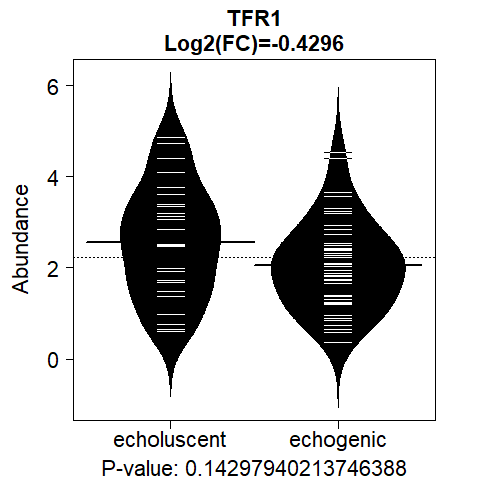 TFR1
Log2(FC)=-0.4296
Abundance
6
4
2
0
echoluscent echogenic
P-value: 0.14297940213746388